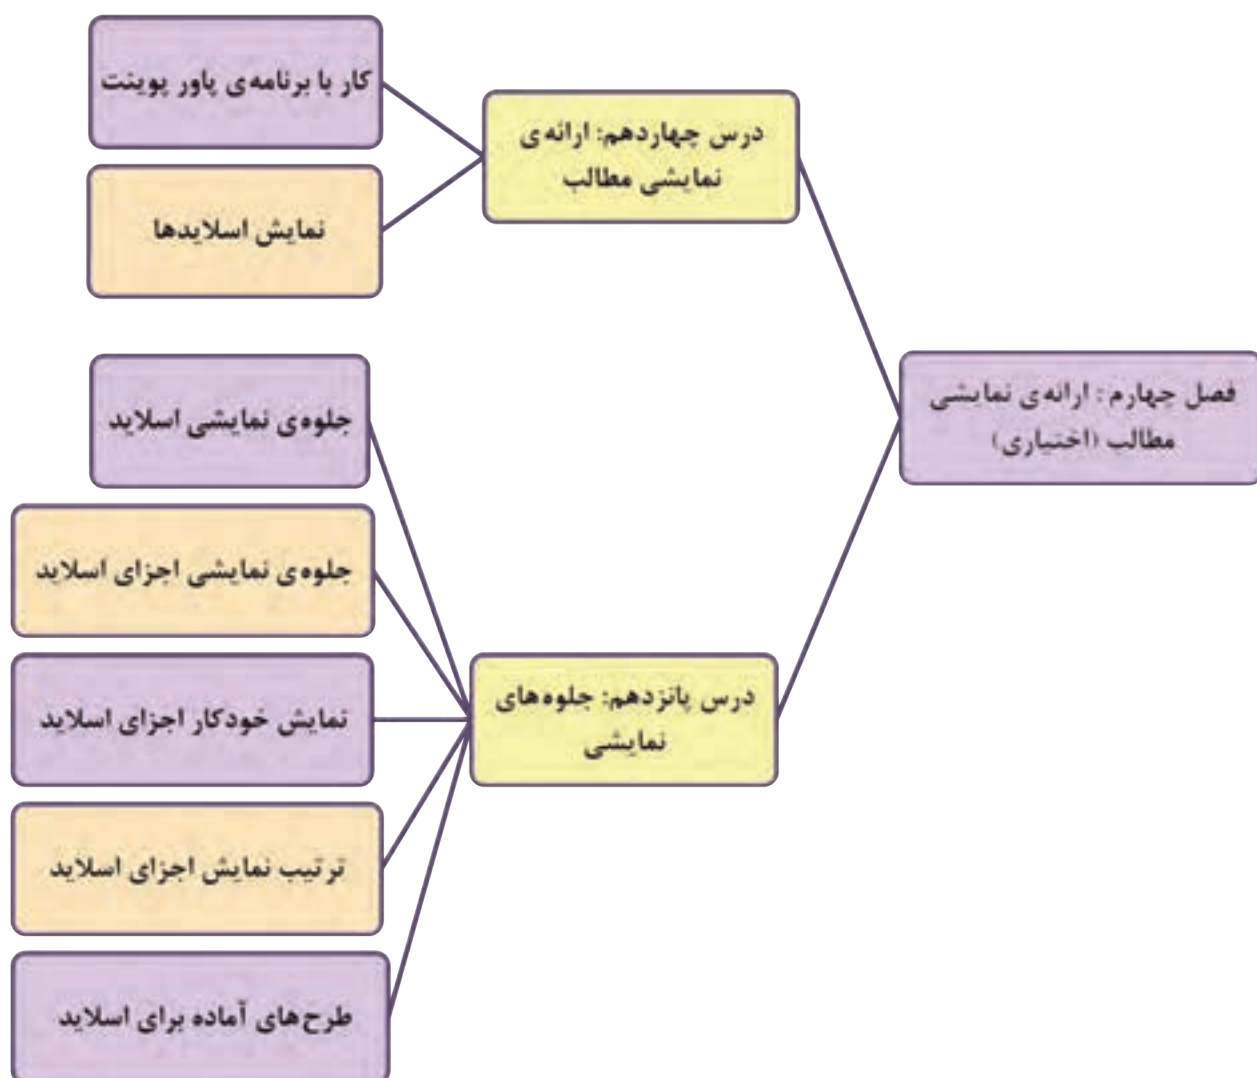 فصل چهارم : ارائه‌ی نمایشی
مطالب (اختیاری)
درس چهاردهم: ارائه‌ی
نمایشی مطالب
کار با برنامه‌ی پاور پوینت
نمایش اسلایدها
درس پانزدهم: جلوه‌های
نمایشی
جلوه‌ی نمایشی اسلاید
جلوه‌ی نمایشی اجزای اسلاید
نمایش خودکار اجزای اسلاید
ترتیب نمایش اجزای اسلاید
طرح‌های آماده برای اسلاید